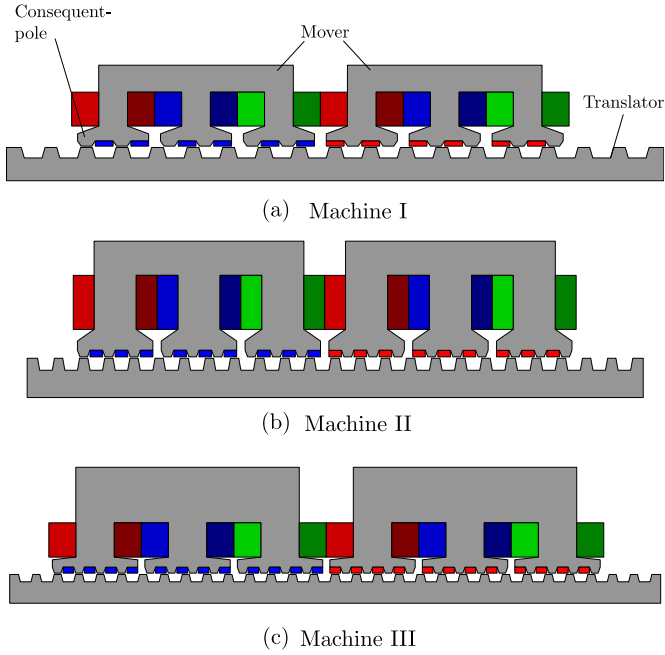 Consequent-
pole
Mover
Translator
(a) Machine I
(b) Machine II
(c) Machine III